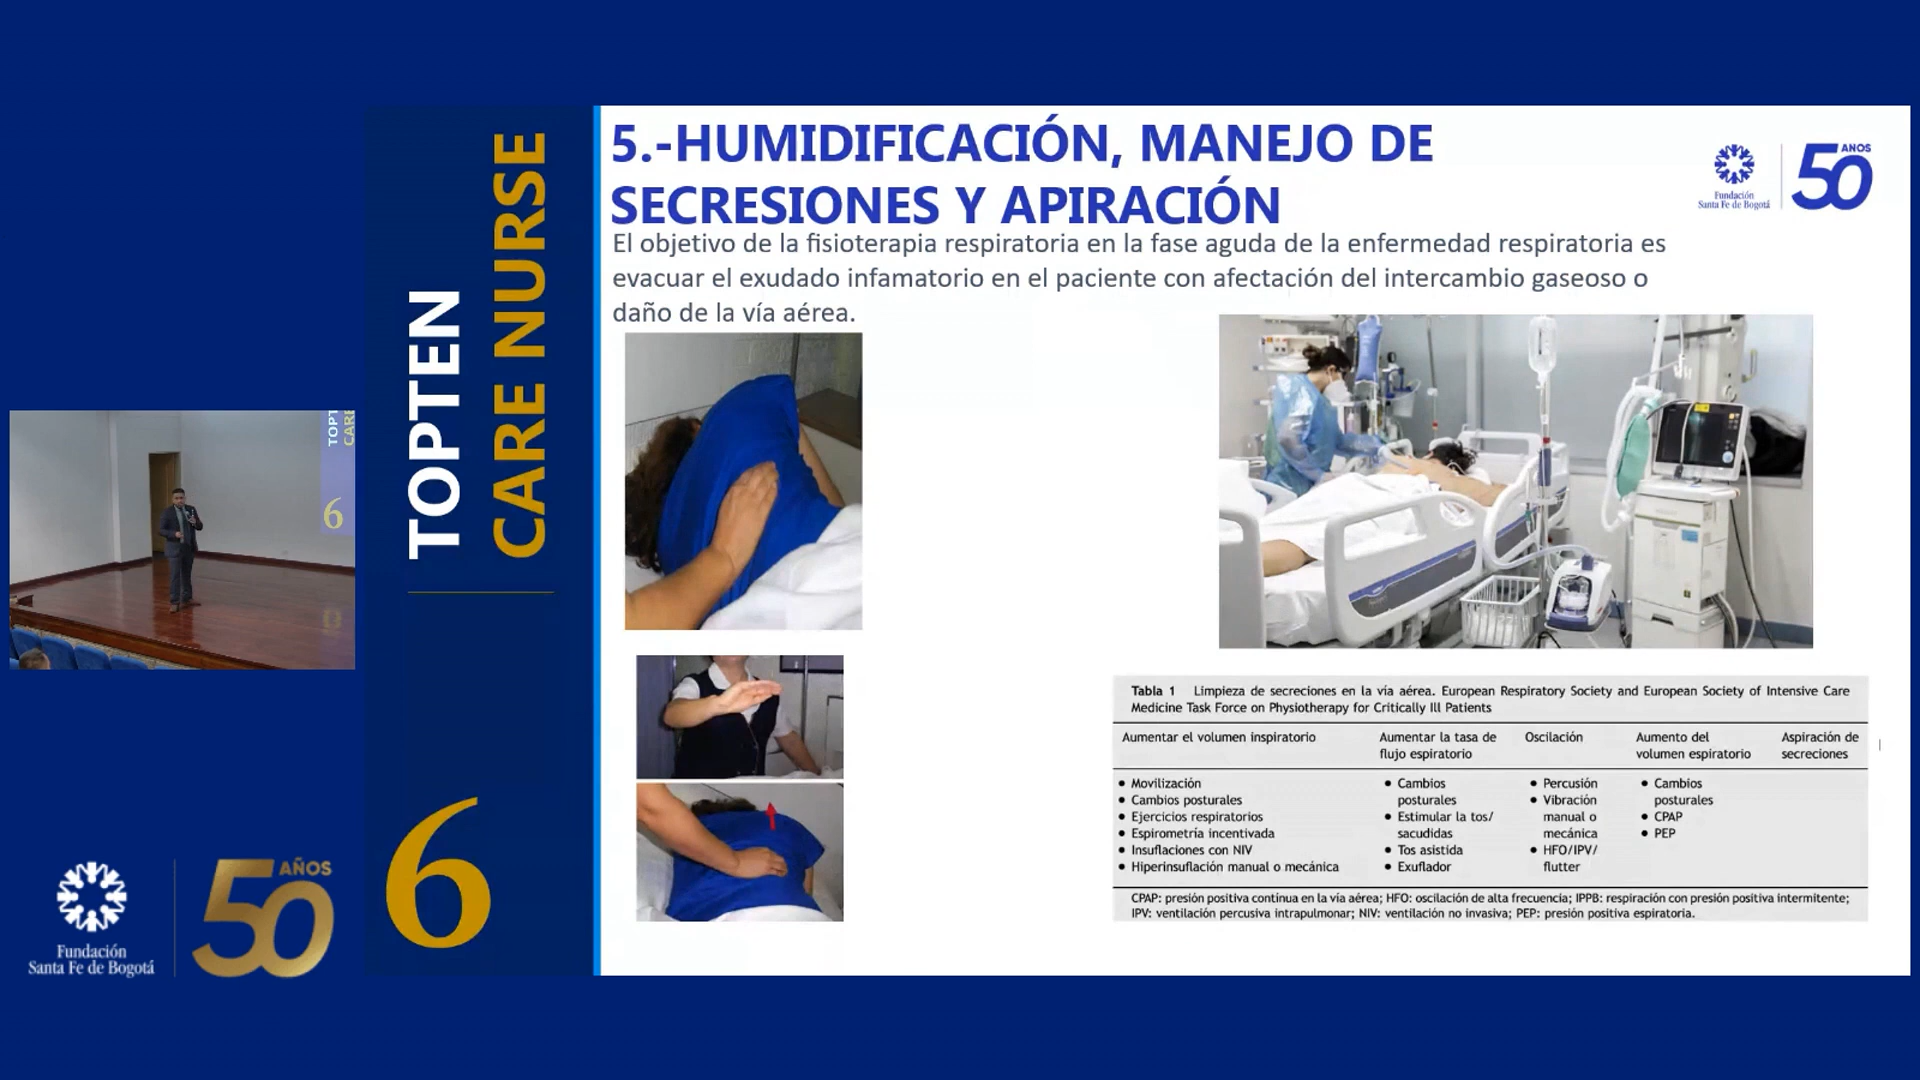 TOPTEN
CARE NURSE
6
TOPT
CARE
6
Fundación
Santa Fe de Bogotá
50 AÑOS
5.-HUMIDIFICACIÓN, MANEJO DE
SECRESIONES Y APIRACIÓN
Fundación
Santa Fe de Bogotá
50 AÑOS
El objetivo de la fisioterapia respiratoria en la fase aguda de la enfermedad respiratoria es
evacuar el exudado infamatorio en el paciente con afectación del intercambio gaseoso o
daño de la vía aérea.
Tabla 1 Limpieza de secreciones en la vía aérea. European Respiratory Society and European Society of Intensive Care
Medicine Task Force on Physiotherapy for Critically Ill Patients
Aumentar el volumen inspiratorio
Aumentar la tasa de
flujo espiratorio
Oscilación
Aumento del
volumen espiratorio
Aspiración de
secreciones
• Movilización
• Cambios posturales
• Ejercicios respiratorios
• Espirometría incentivada
• Insuflaciones con NIV
• Hiperinsuflación manual o mecánica
• Cambios
posturales
• Estimular la tos/
sacudidas
• Tos asistida
• Exuflador
• Percusión
• Vibración
manual o
mecánica
• HFO/IPV/
flutter
• Cambios
posturales
• CPAP
• PEP
CPAP: presión positiva continua en la vía aérea; HFO: oscilación de alta frecuencia; IPPB: respiración con presión positiva intermitente;
IPV: ventilación percusiva intrapulmonar; NIV: ventilación no invasiva; PEP: presión positiva espiratoria.